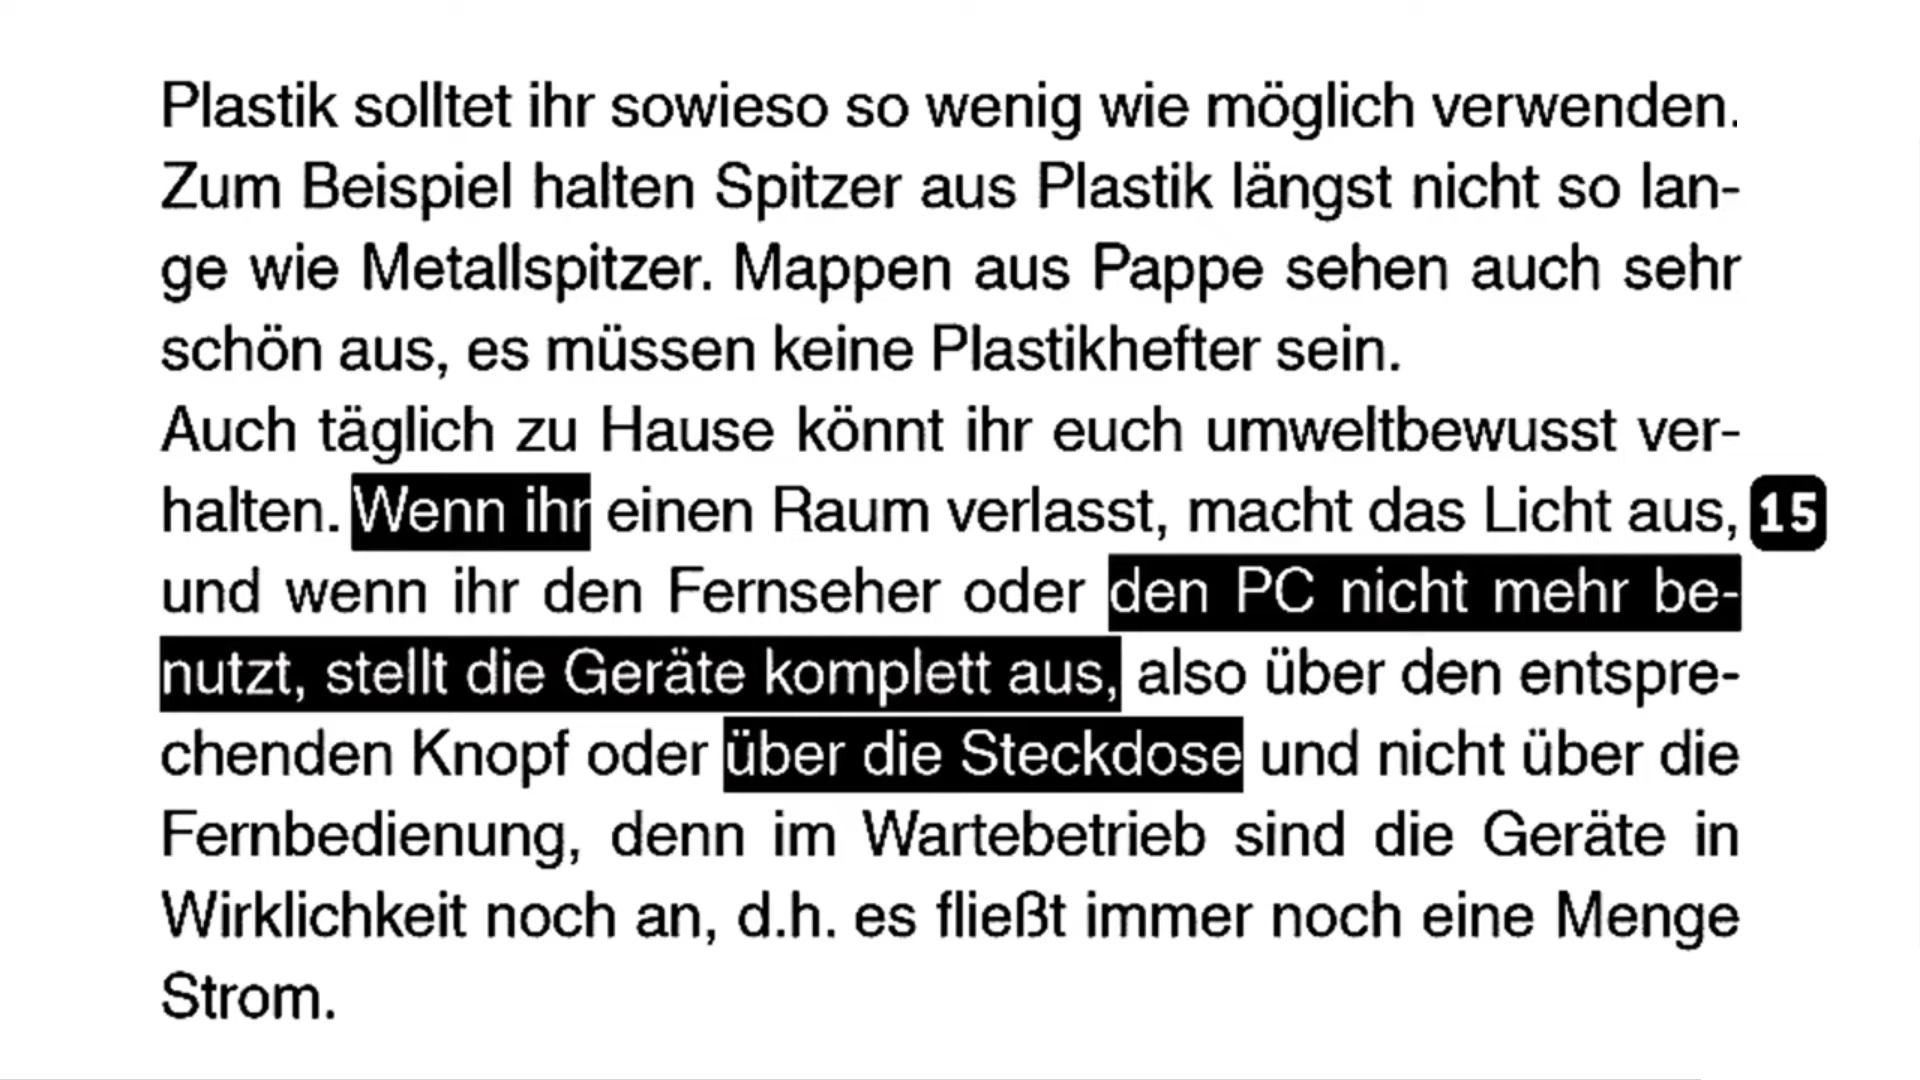 Plastik solltet ihr sowieso so wenig wie möglich verwenden.
Zum Beispiel halten Spitzer aus Plastik längst nicht so lan-
ge wie Metallspitzer. Mappen aus Pappe sehen auch sehr
schön aus, es müssen keine Plastikhefter sein.
Auch täglich zu Hause könnt ihr euch umweltbewusst ver-
halten. Wenn ihr einen Raum verlasst, macht das Licht aus, 15
und wenn ihr den Fernseher oder den PC nicht mehr be-
nutzt, stellt die Geräte komplett aus, also über den entspre-
chenden Knopf oder über die Steckdose und nicht über die
Fernbedienung, denn im Wartebetrieb sind die Geräte in
Wirklichkeit noch an, d.h. es fließt immer noch eine Menge
Strom.